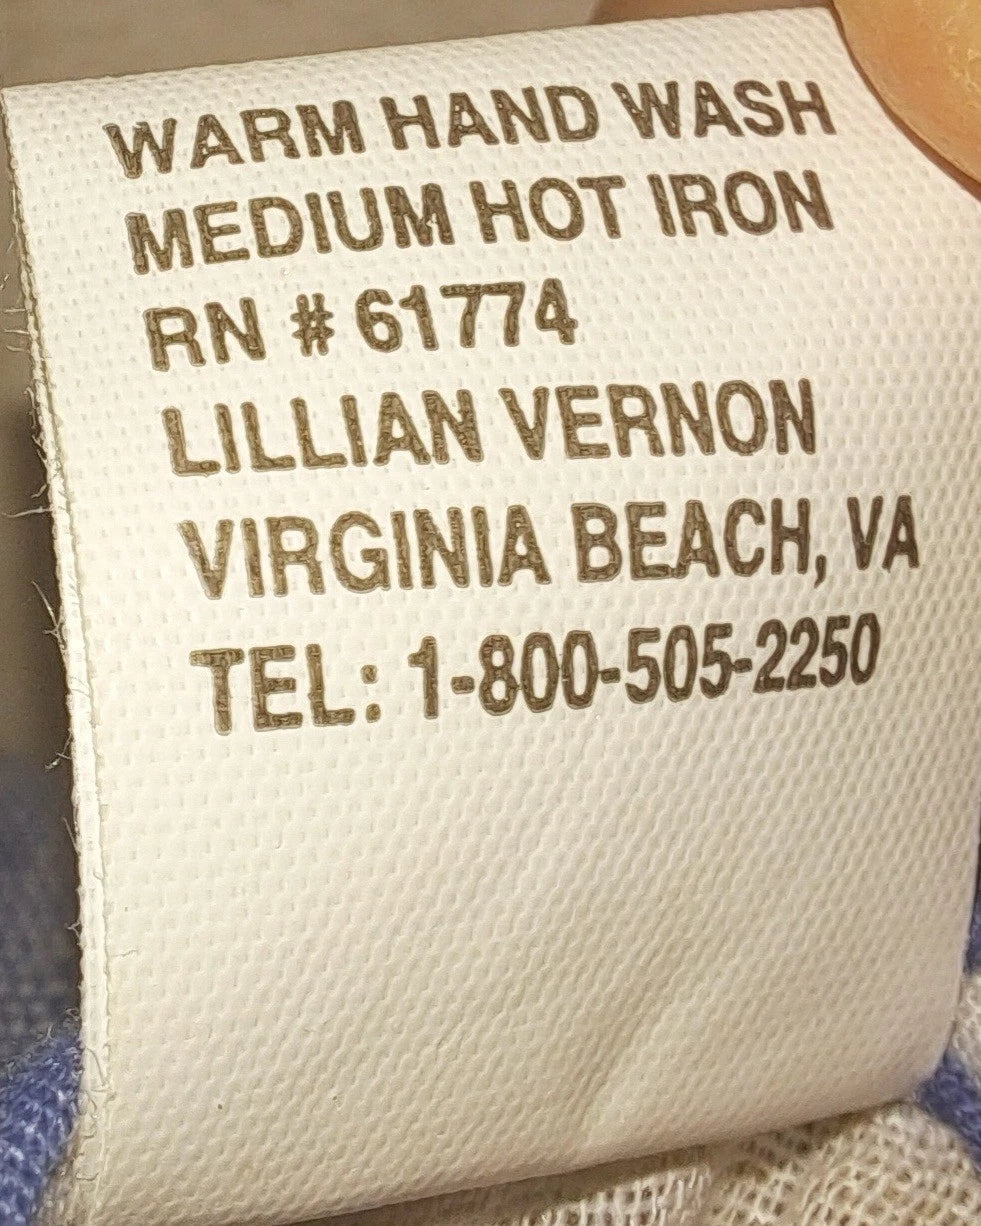 WARM HAND WASH
MEDIUM HOT IRON
RN # 61774
LILLIAN VERNON
VIRGINIA BEACH, VA
TEL: 1-800-505-2250